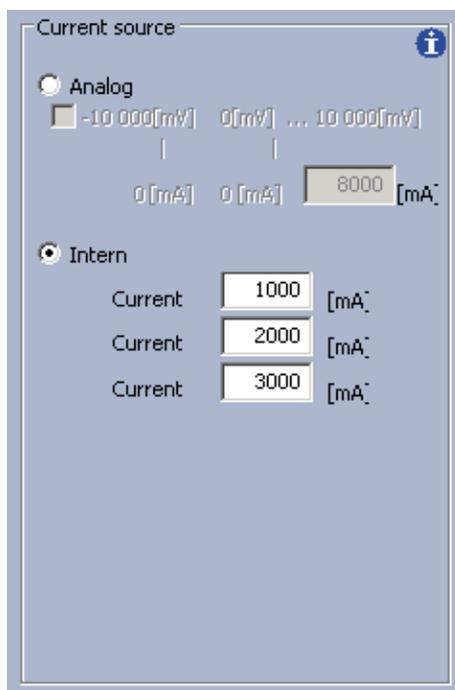 Current source
i
Analog
-10 000[mV] 0[mV] ... 10 000[mV]
0[mA] 0[mA] 8000 [mA]
Intern
Current 1000 [mA]
Current 2000 [mA]
Current 3000 [mA]